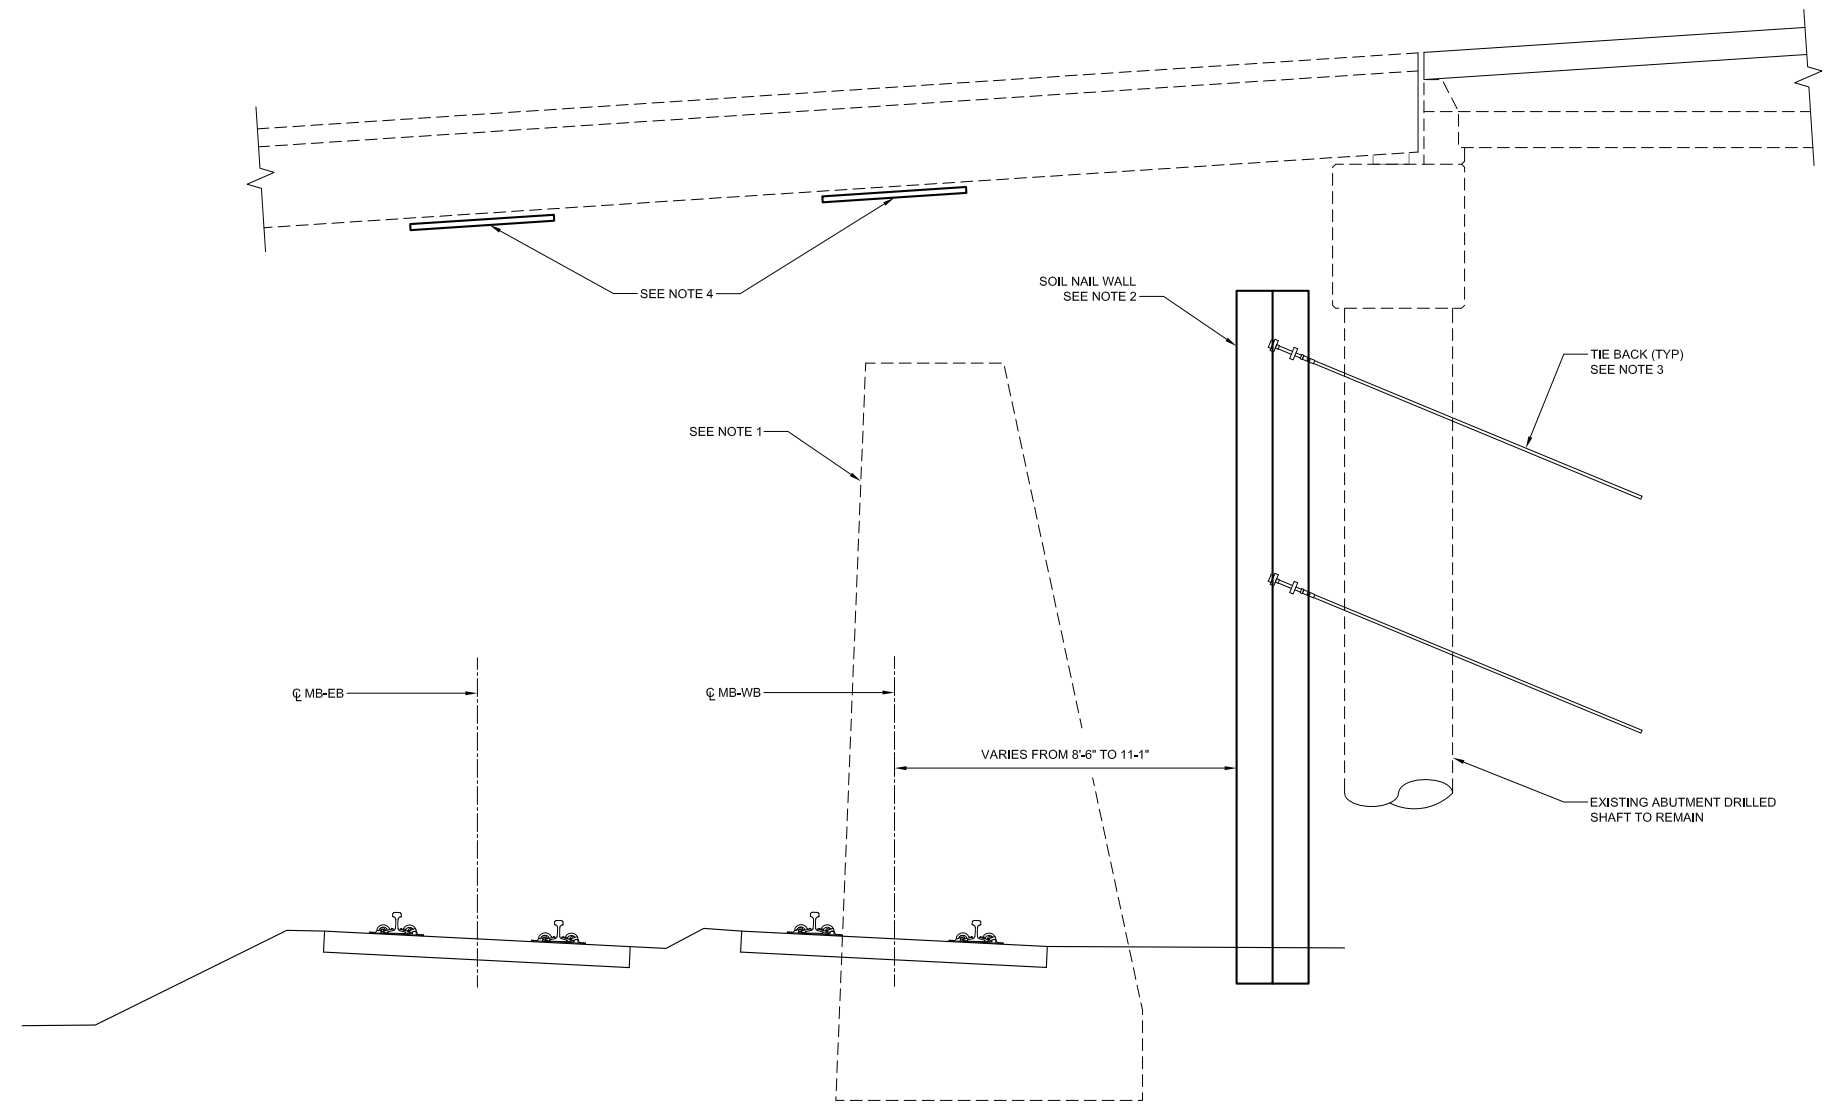 SEE NOTE 4
SOIL NAIL WALL
SEE NOTE 2
TIE BACK (TYP)
SEE NOTE 3
SEE NOTE 1
℄ MB-EB
℄ MB-WB
VARIES FROM 8'-6" TO 11-1"
EXISTING ABUTMENT DRILLED
SHAFT TO REMAIN